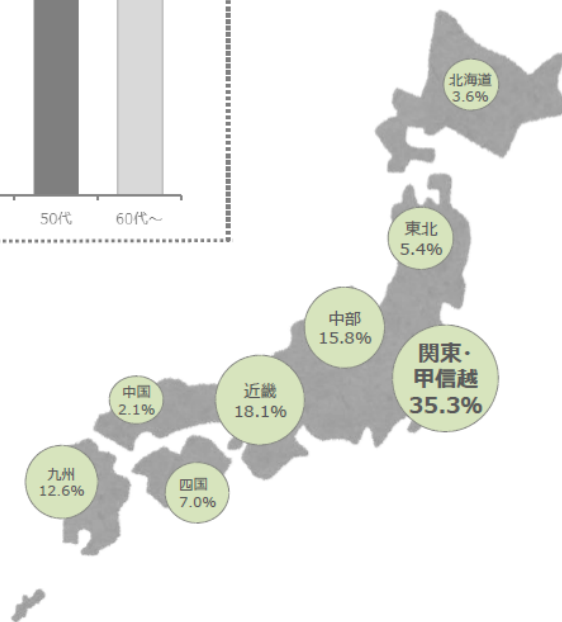 50代
60代～
北海道
3.6%
東北
5.4%
中部
15.8%
関東・
甲信越
35.3%
近畿
18.1%
中国
2.1%
九州
12.6%
四国
7.0%